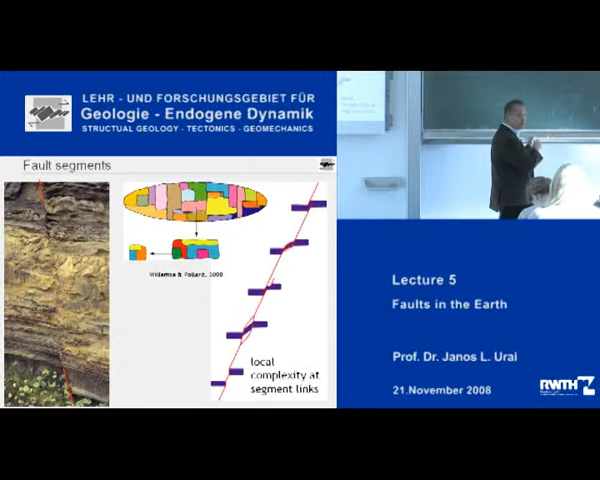 LEHR - UND FORSCHUNGSGEBIET FÜR
Geologie - Endogene Dynamik
STRUCTURAL GEOLOGY - TECTONICS - GEOMECHANICS
Fault segments
Willemse & Pollard, 2000
local
complexity at
segment links
Lecture 5
Faults in the Earth
Prof. Dr. Janos L. Urai
21.November 2008
RWTH